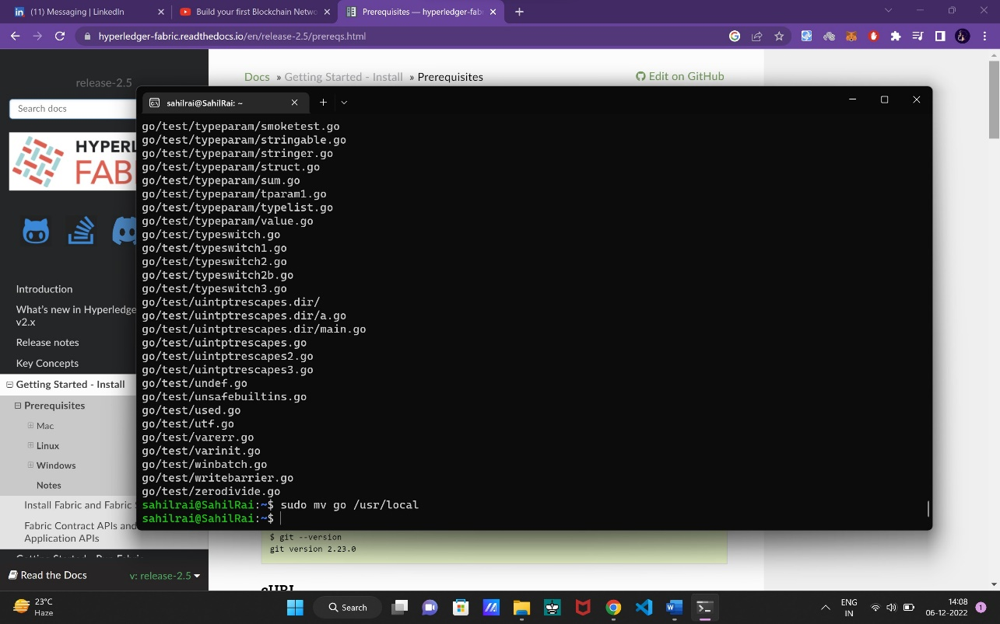 (11) Messaging | LinkedIn
Build your first Blockchain Netwo
Prerequisites — hyperledger-fab
hyperledger-fabric.readthedocs.io/en/release-2.5/prereqs.html
release-2.5
Search docs
HYPERL
FAB
Introduction
What's new in Hyperledge
v2.x
Release notes
Key Concepts
Getting Started - Install
Prerequisites
Mac
Linux
Windows
Notes
Install Fabric and Fabric S
Fabric Contract APIs and
Application APIs
Getting Started - Run Fabric
Read the Docs
v: release-2.5
Docs » Getting Started - Install » Prerequisites
Edit on GitHub
sahilrai@SahilRai: ~
go/test/typeparam/smoketest.go
go/test/typeparam/stringable.go
go/test/typeparam/stringer.go
go/test/typeparam/struct.go
go/test/typeparam/sum.go
go/test/typeparam/tparam1.go
go/test/typeparam/typelist.go
go/test/typeparam/value.go
go/test/typeswitch.go
go/test/typeswitch1.go
go/test/typeswitch2.go
go/test/typeswitch2b.go
go/test/typeswitch3.go
go/test/uintptrescapes.dir/
go/test/uintptrescapes.dir/a.go
go/test/uintptrescapes.dir/main.go
go/test/uintptrescapes.go
go/test/uintptrescapes2.go
go/test/uintptrescapes3.go
go/test/undef.go
go/test/unsafebuiltins.go
go/test/used.go
go/test/utf.go
go/test/varerr.go
go/test/varinit.go
go/test/winbatch.go
go/test/writebarrier.go
go/test/zerodivide.go
sahilrai@SahilRai:~$ sudo mv go /usr/local
sahilrai@SahilRai:~$
$ git --version
git version 2.23.0
cURL
23°C
Haze
Search
ENG
IN
14:08
06-12-2022
1